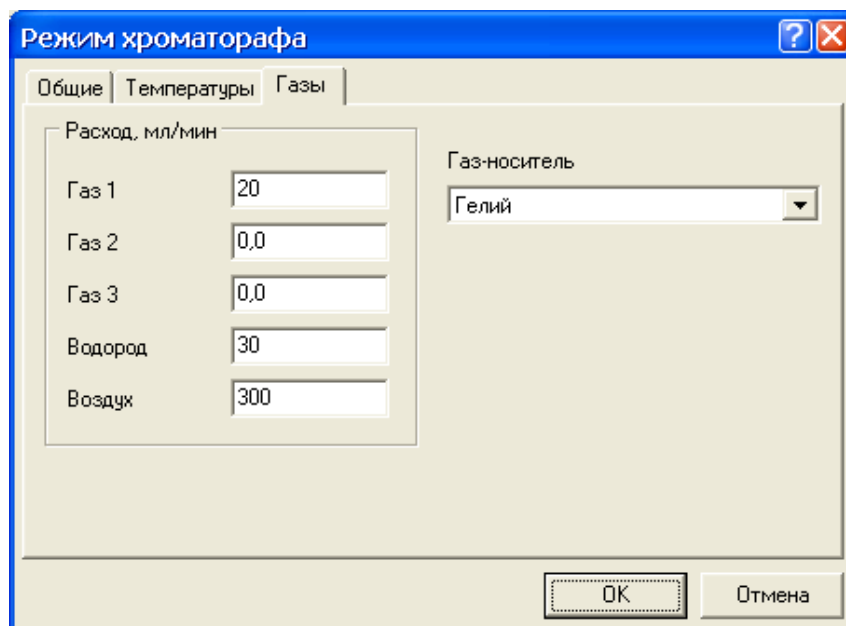 Режим хроматорафа
Общие Температуры Газы
Расход, мл/мин
Газ 1 20
Газ 2 0,0
Газ 3 0,0
Водород 30
Воздух 300
Газ-носитель
Гелий
OK Отмена